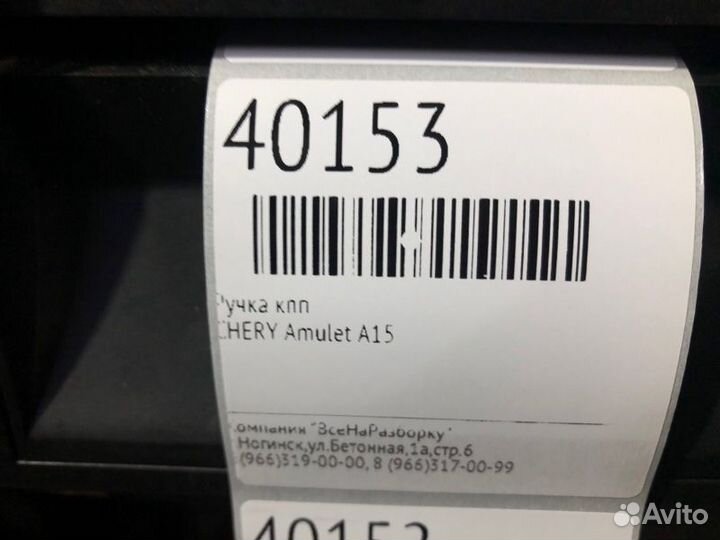 40153
Ручка кпп
CHERY Amulet A15
Компания "ВсеНаРазборку"
Ногинск,ул.Бетонная,1а,стр.6
(966)319-00-00, 8 (966)317-00-99
40153
Avito